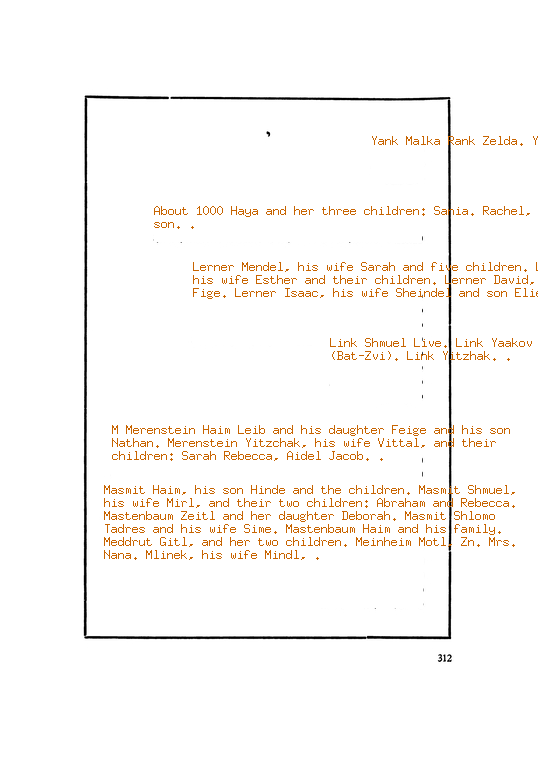 Yank Malka Rank Zelda. Y
About 1000 Haya and her three children: Sania. Rachel,
son. .
Lerner Mendel, his wife Sarah and five children. L
his wife Esther and their children. Lerner David,
Fige. Lerner Isaac, his wife Sheindel and son Elie
Link Shmuel Live. Link Yaakov
(Bat-Zvi). Link Yitzhak. .
M Merenstein Haim Leib and his daughter Feige and his son
Nathan. Merenstein Yitzchak, his wife Vittal, and their
children: Sarah Rebecca, Aidel Jacob. .
Masmit Haim, his son Hinde and the children. Masmit Shmuel,
his wife Mirl, and their two children: Abraham and Rebecca.
Mastenbaum Zeitl and her daughter Deborah. Masmit Shlomo
Tadres and his wife Sime. Mastenbaum Haim and his family.
Meddrut Gitl, and her two children. Meinheim Motl, Zn. Mrs.
Nana. Mlinek, his wife Mindl, .
312